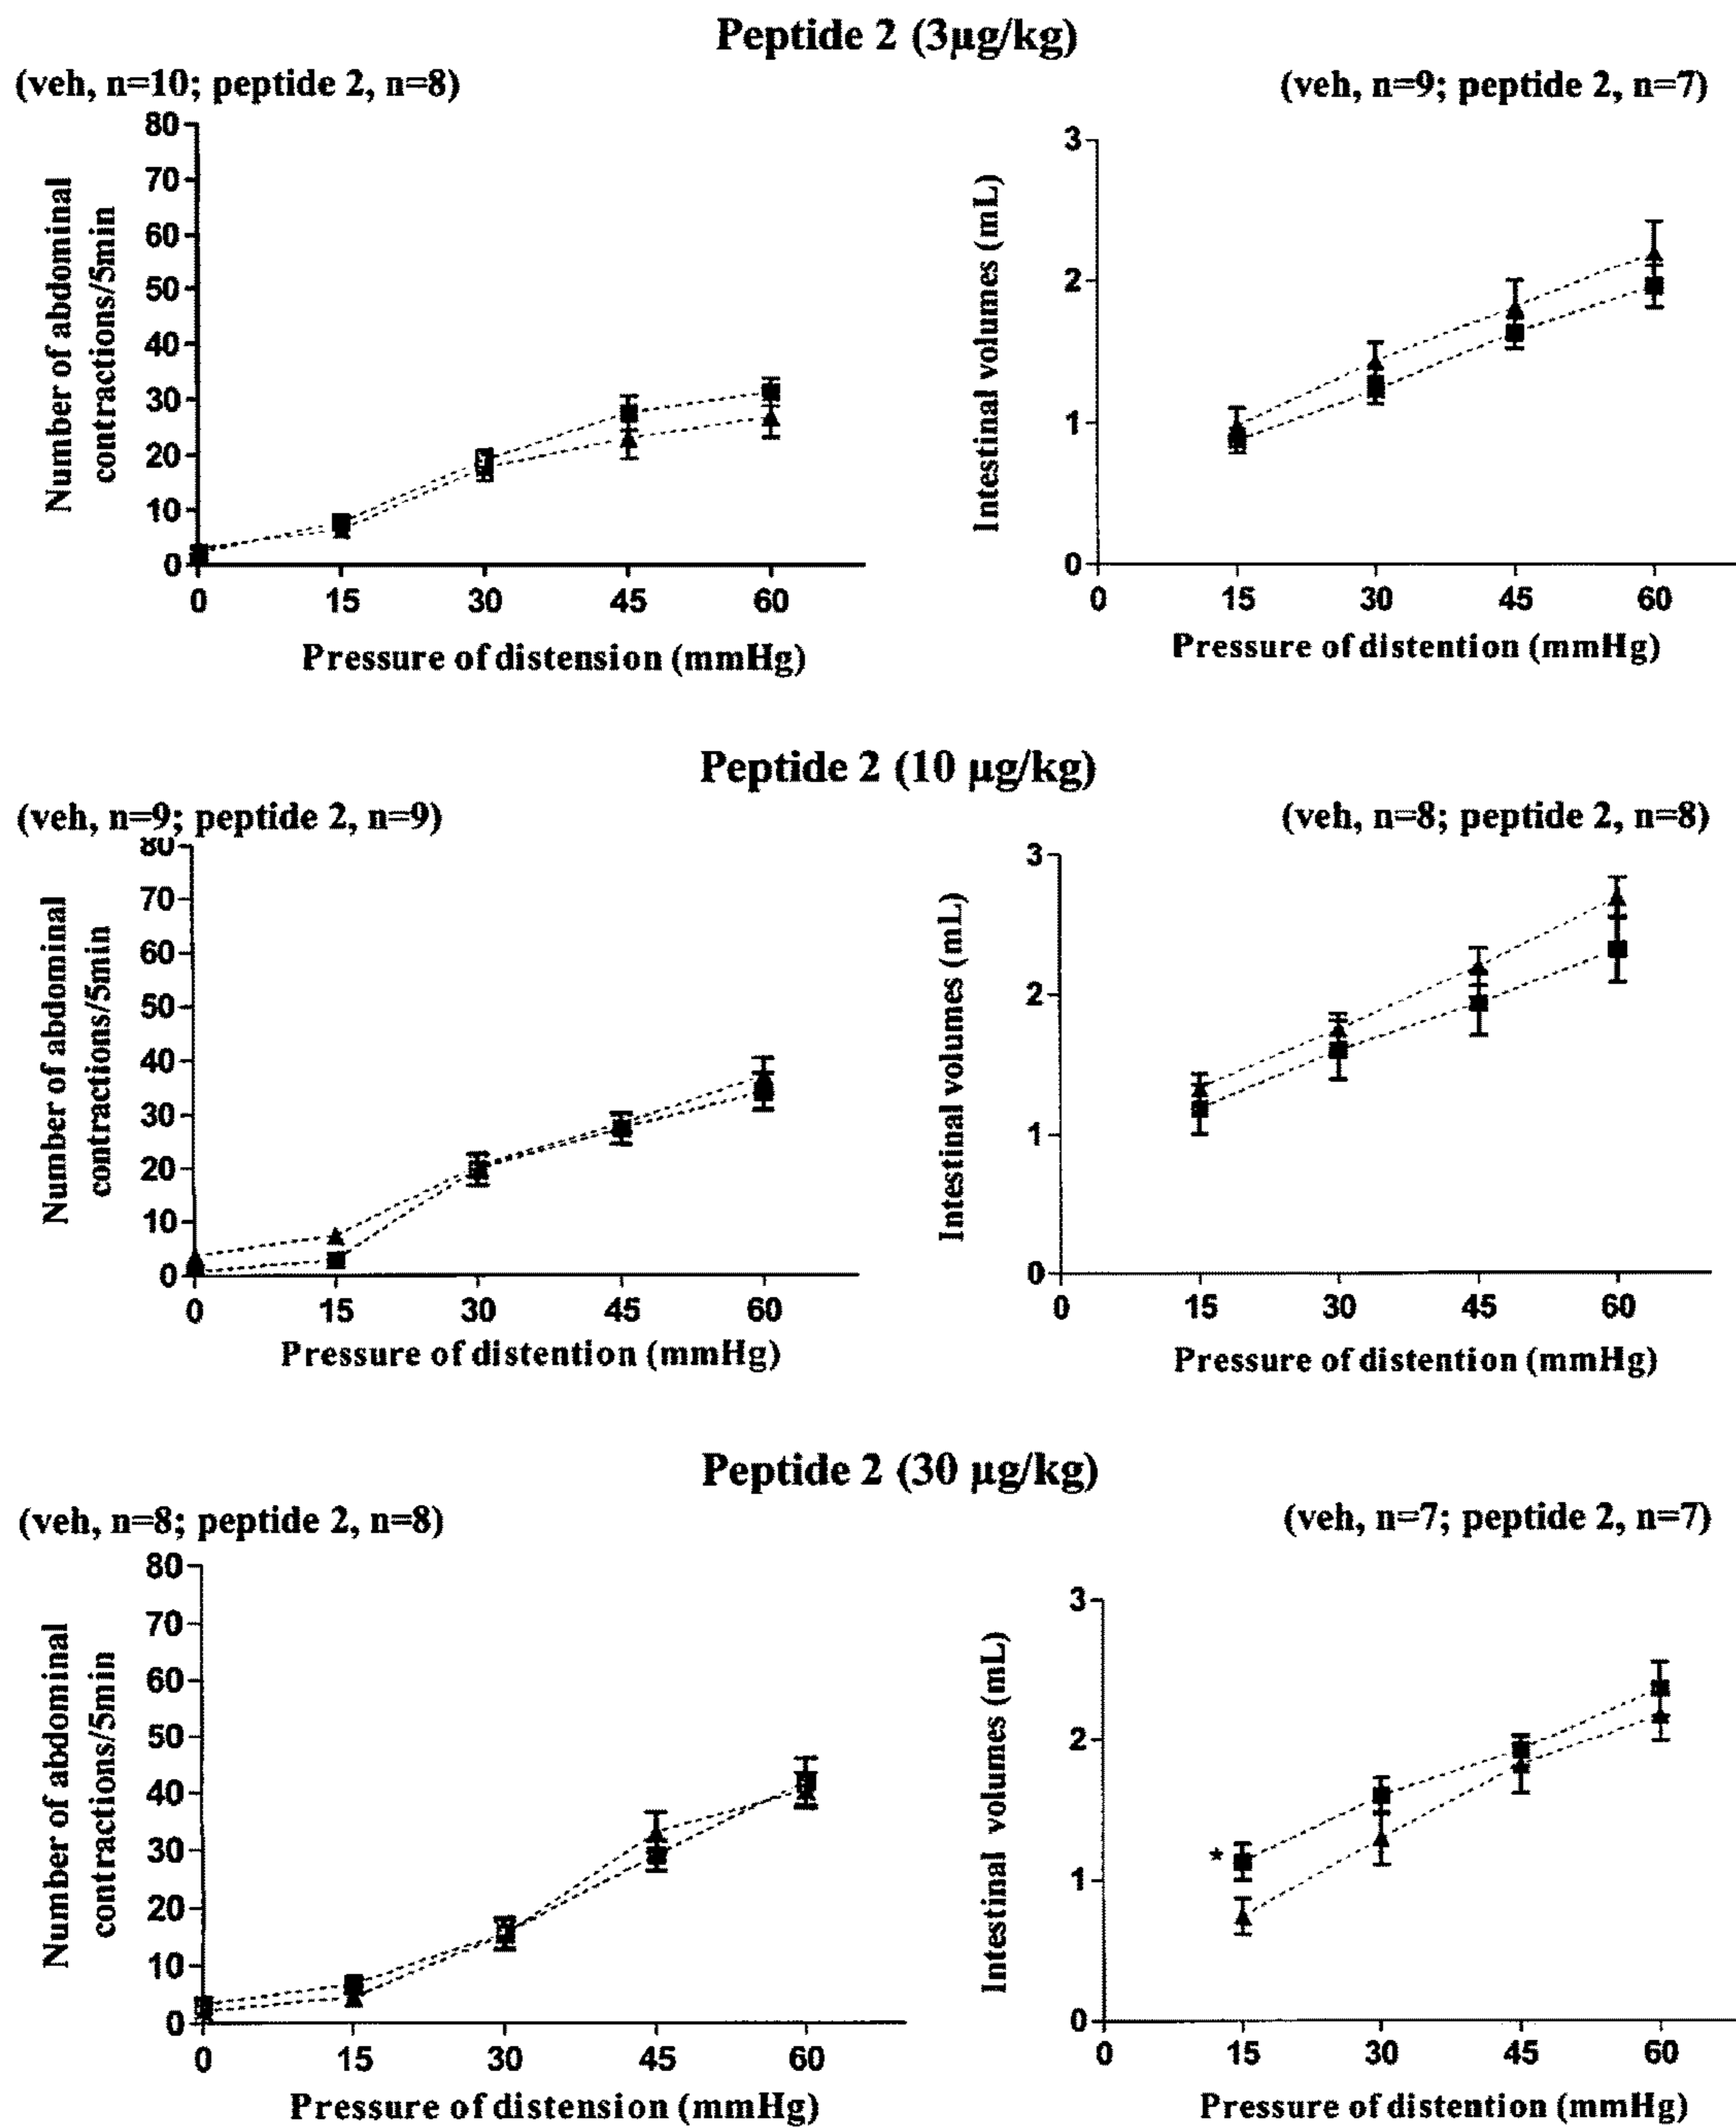 Peptide 2 (3µg/kg)
(veh, n=10; peptide 2, n=8)
80
70
60
50
40
30
20
10
0
0 15 30 45 60
Number of abdominal
contractions/5min
Pressure of distension (mmHg)
(veh, n=9; peptide 2, n=7)
3
2
1
0
0 15 30 45 60
Intestinal volumes (mL)
Pressure of distention (mmHg)
Peptide 2 (10 µg/kg)
(veh, n=9; peptide 2, n=9)
80
70
60
50
40
30
20
10
0
0 15 30 45 60
Number of abdominal
contractions/5min
Pressure of distention (mmHg)
(veh, n=8; peptide 2, n=8)
3
2
1
0
0 15 30 45 60
Intestinal volumes (mL)
Pressure of distention (mmHg)
Peptide 2 (30 µg/kg)
(veh, n=8; peptide 2, n=8)
80
70
60
50
40
30
20
10
0
0 15 30 45 60
Number of abdominal
contractions/5min
Pressure of distension (mmHg)
(veh, n=7; peptide 2, n=7)
3
2
1
0
*
0 15 30 45 60
Intestinal volumes (mL)
Pressure of distention (mmHg)